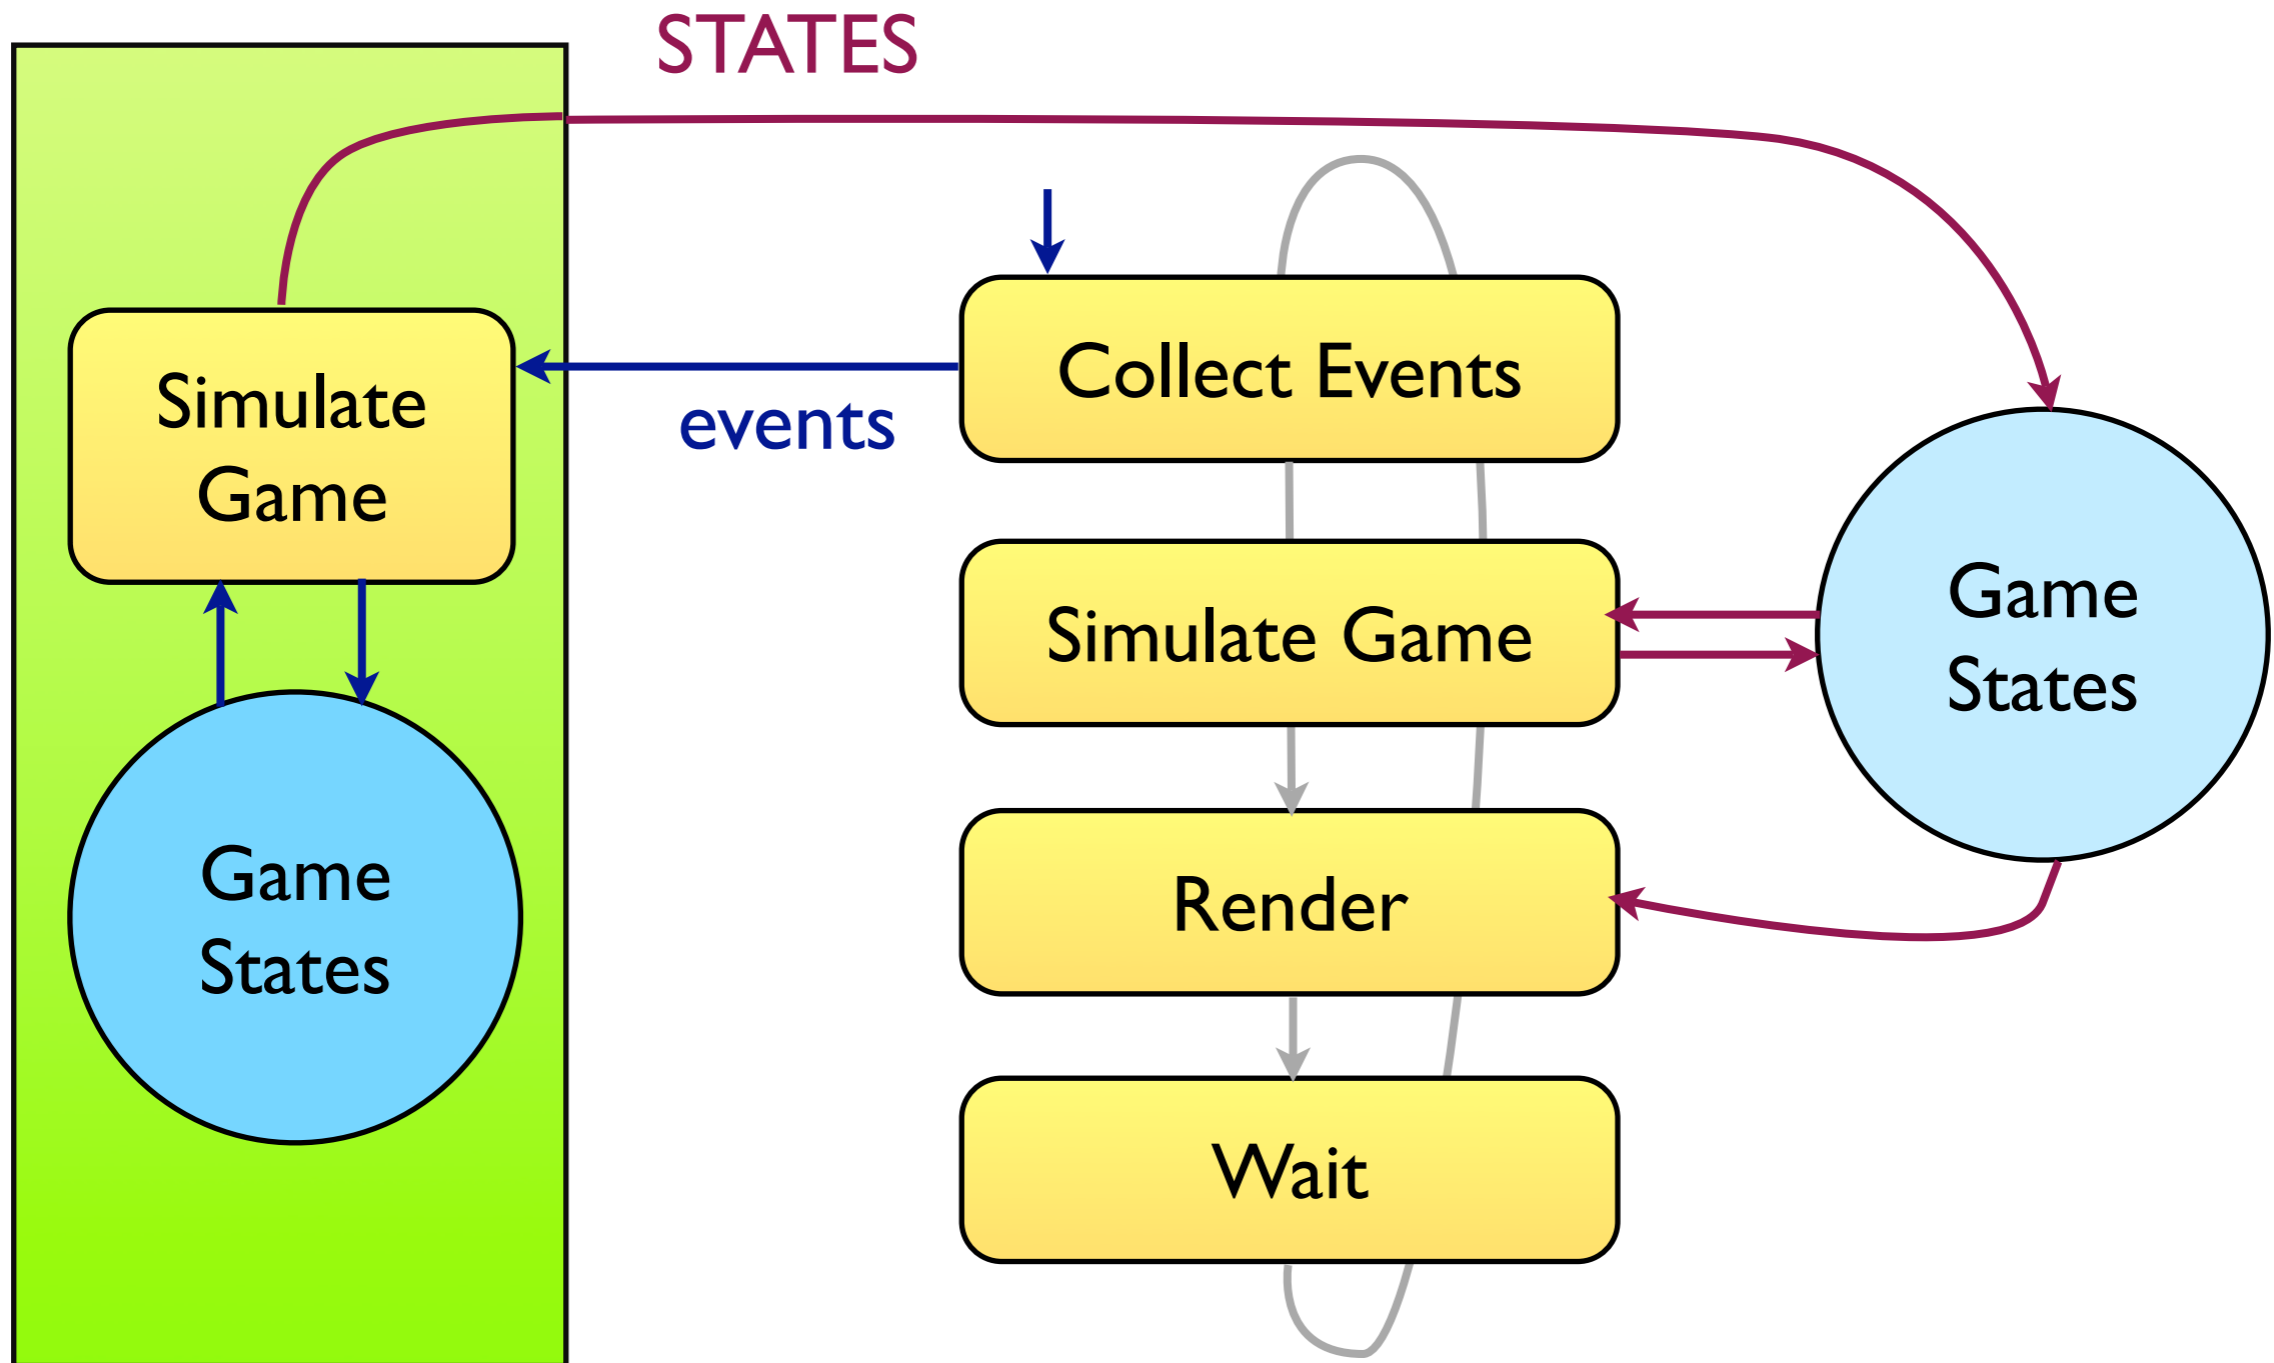 STATES
Simulate
Game
events
Collect Events
Simulate Game
Render
Wait
Game
States
Game
States